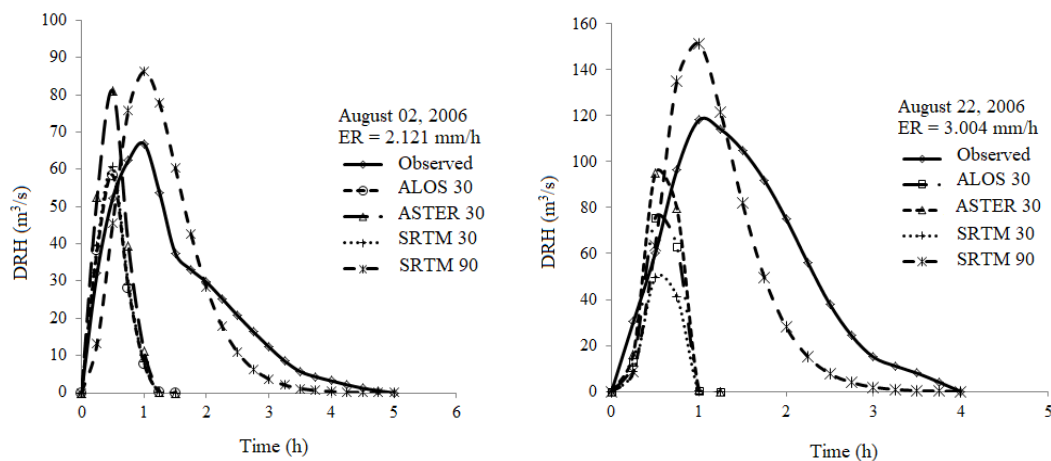 100
90
80
70
60
50
40
30
20
10
0
DRH (m³/s)
0 1 2 3 4 5 6
Time (h)
August 02, 2006
ER = 2.121 mm/h
Observed
ALOS 30
ASTER 30
SRTM 30
SRTM 90
160
140
120
100
80
60
40
20
0
DRH (m³/s)
0 1 2 3 4 5
Time (h)
August 22, 2006
ER = 3.004 mm/h
Observed
ALOS 30
ASTER 30
SRTM 30
SRTM 90